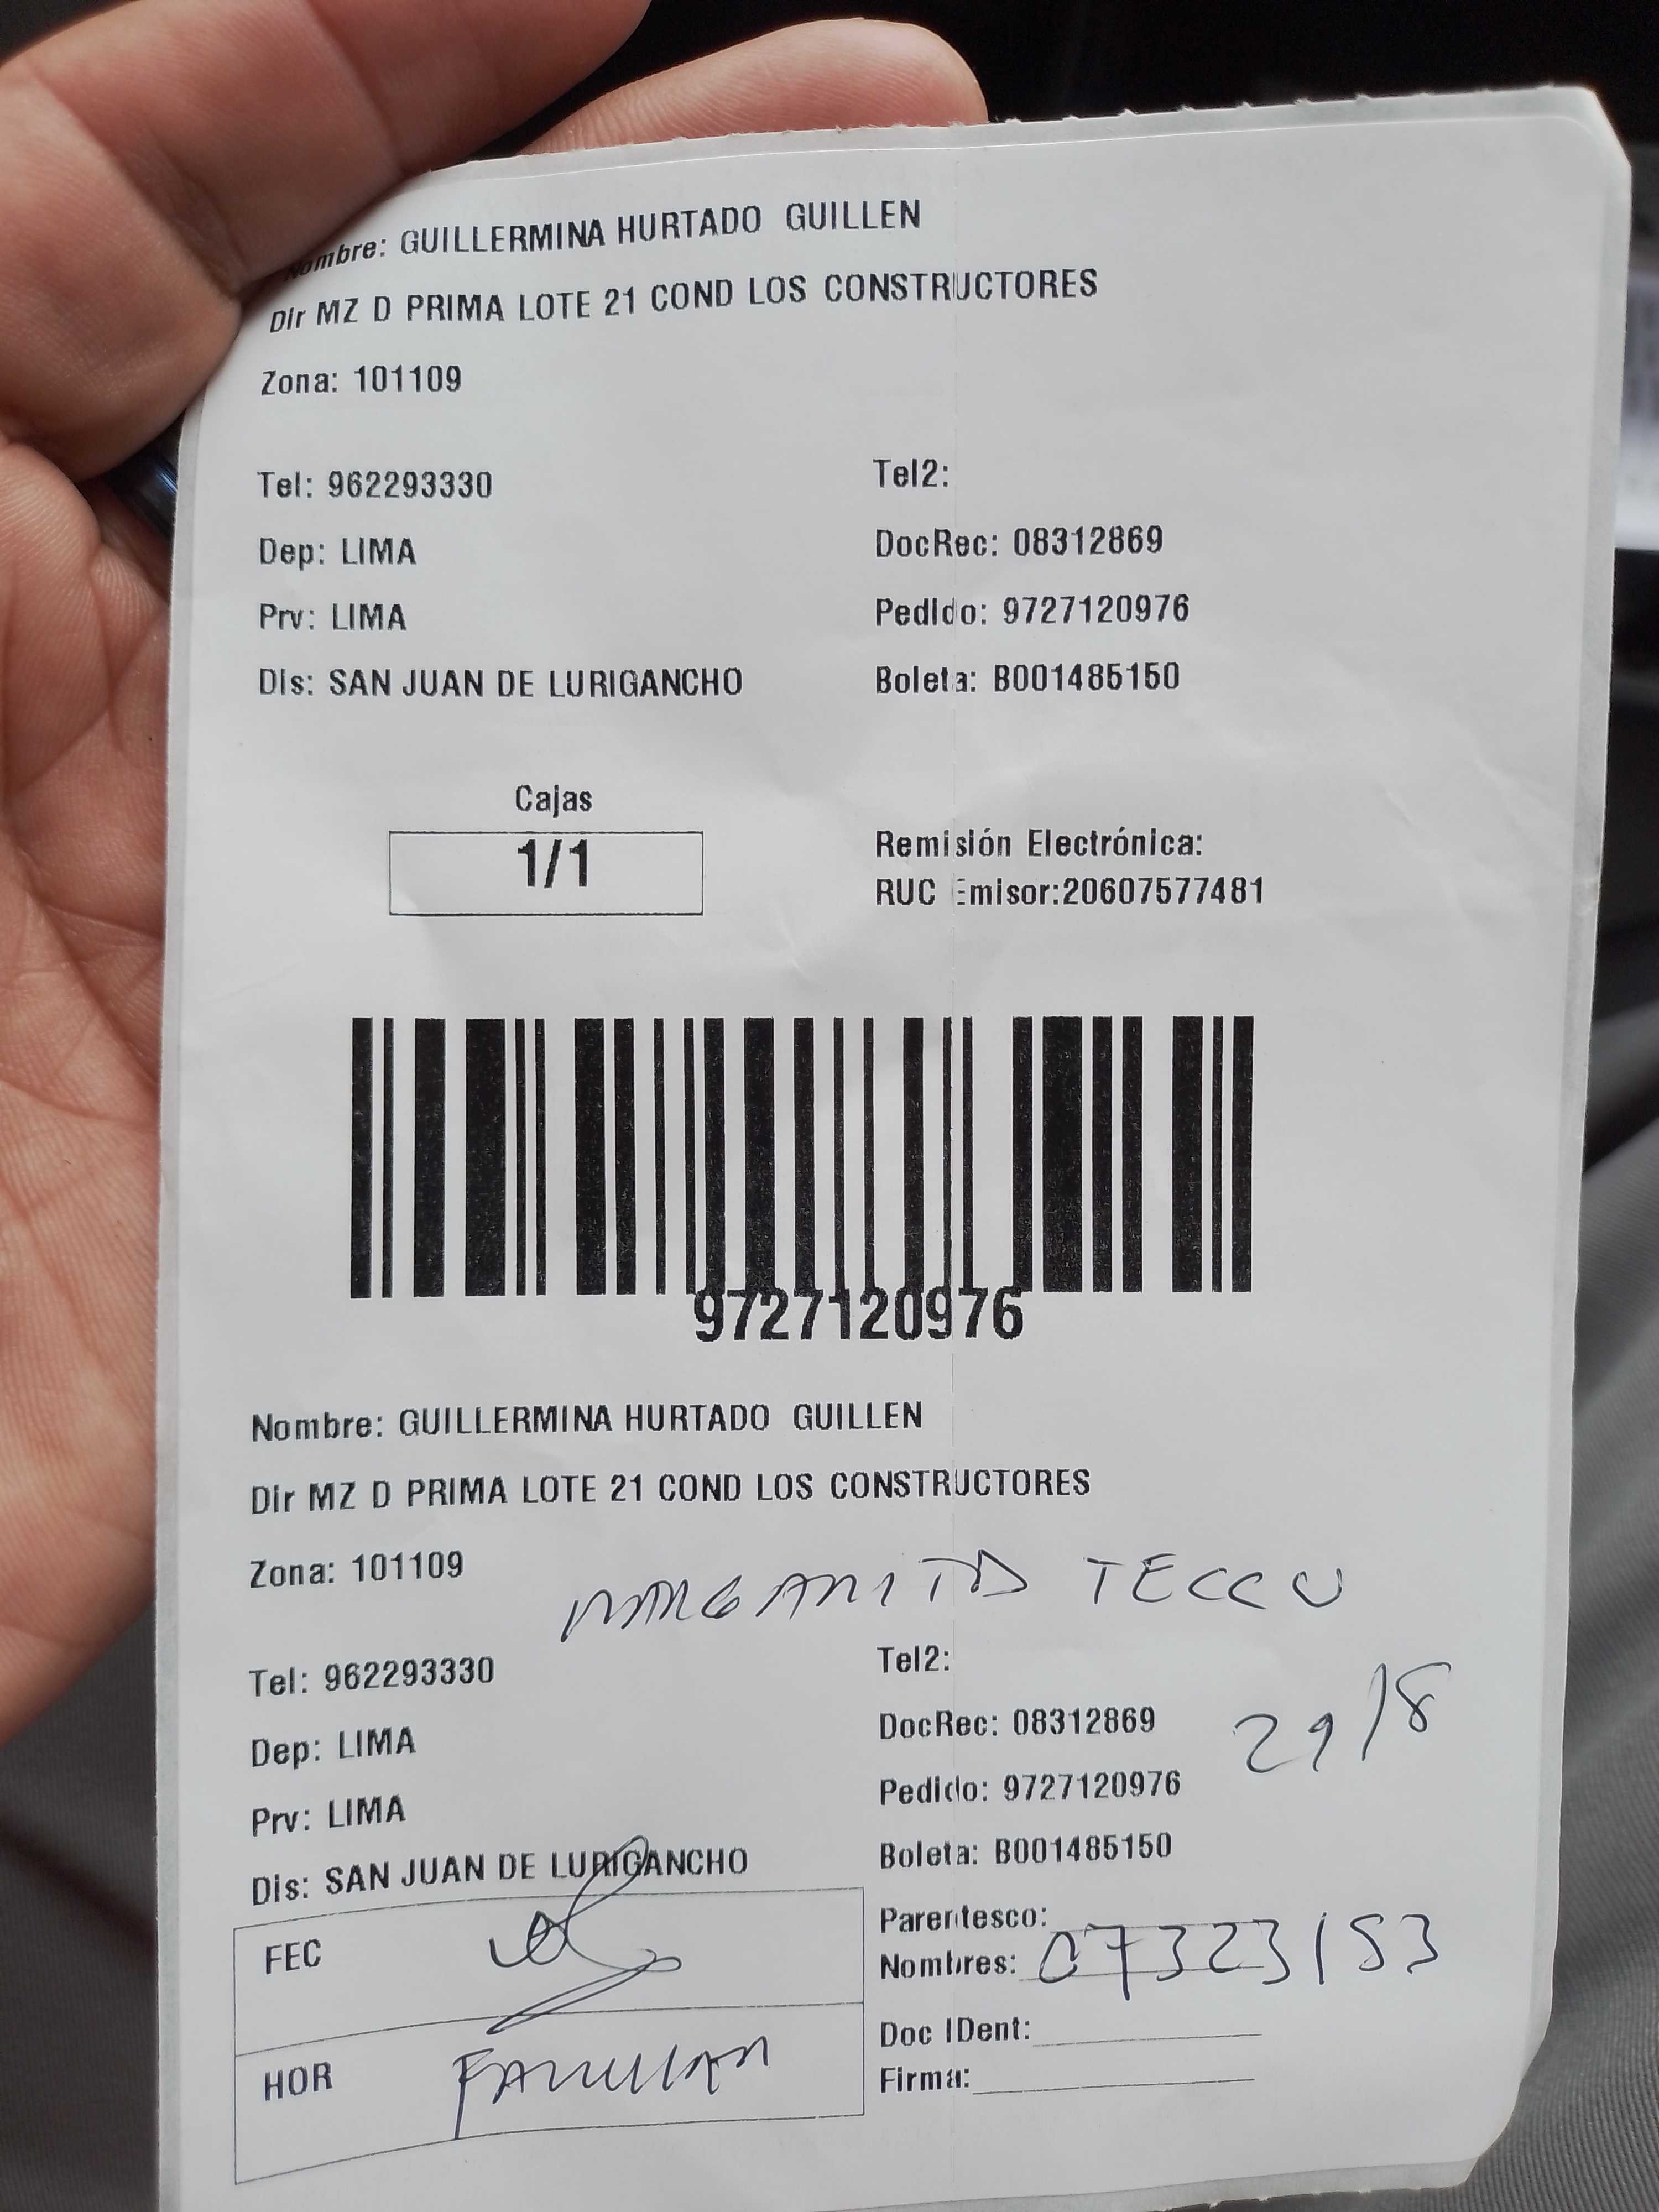 Nombre: GUILLERMINA HURTADO GUILLEN
Dir MZ D PRIMA LOTE 21 COND LOS CONSTRUCTORES
Zona: 101109
Tel: 962293330
Tel2:
Dep: LIMA
DocRec: 08312869
Prv: LIMA
Pedido: 9727120976
Dis: SAN JUAN DE LURIGANCHO
Boleta: B001485150
Cajas
1/1
Remisión Electrónica:
RUC Emisor:20607577481
9727120976
Nombre: GUILLERMINA HURTADO GUILLEN
Dir MZ D PRIMA LOTE 21 COND LOS CONSTRUCTORES
Zona: 101109
MARGARITA TECCU
Tel: 962293330
Tel2:
Dep: LIMA
DocRec: 08312869
29/8
Prv: LIMA
Pedido: 9727120976
Dis: SAN JUAN DE LURIGANCHO
Boleta: B001485150
FEC
Parentesco:
Nombres: 07323153
HOR FAMILIAR
Doc IDent:
Firma: